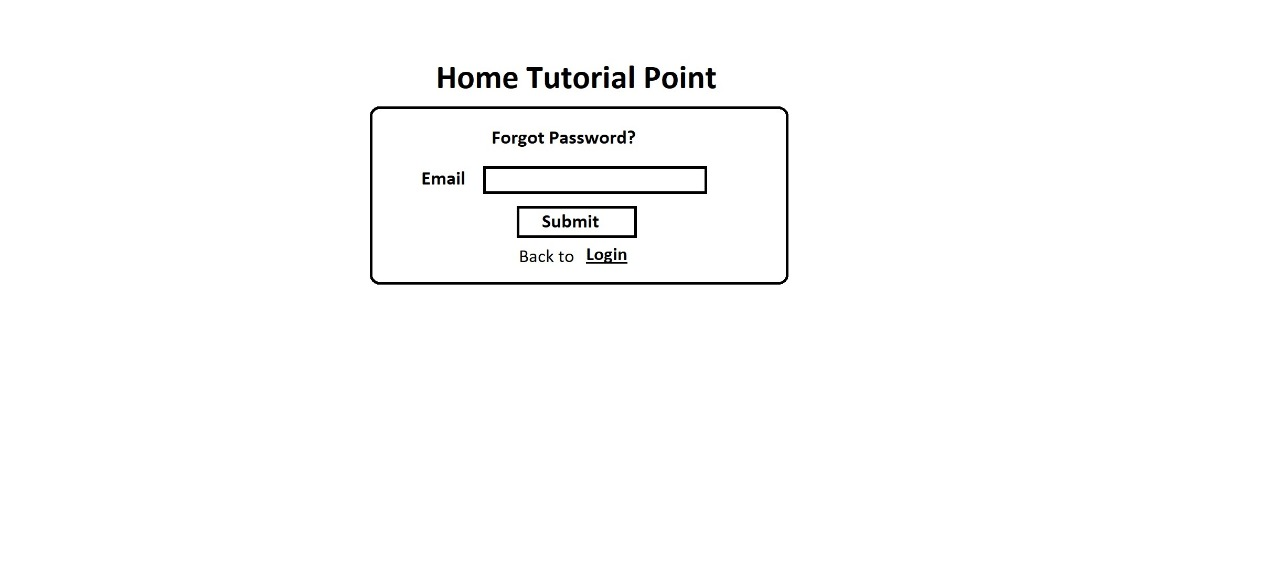 Home Tutorial Point
Forgot Password?
Email
Submit
Back to Login